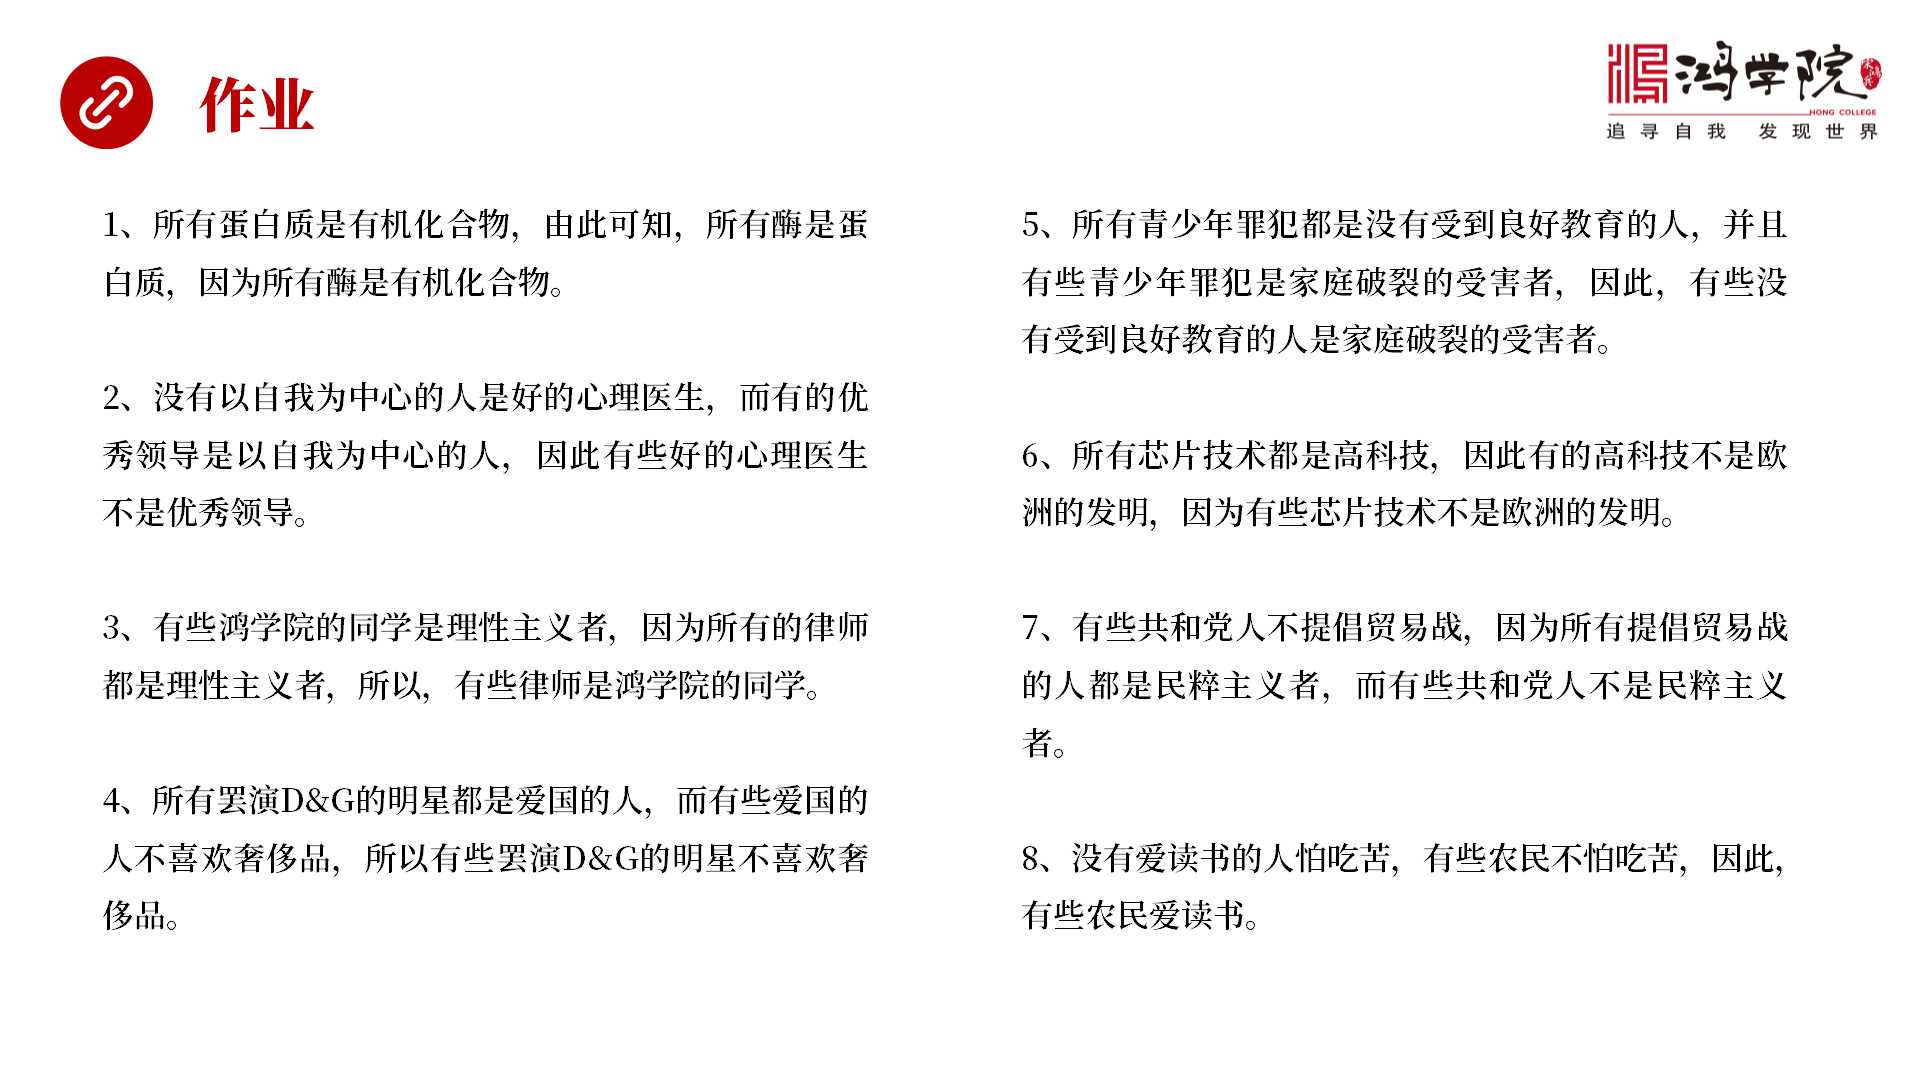 作业
鸿学院
HONG COLLEGE
追寻自我 发现世界
1、所有蛋白质是有机化合物，由此可知，所有酶是蛋
白质，因为所有酶是有机化合物。
2、没有以自我为中心的人是好的心理医生，而有的优
秀领导是以自我为中心的人，因此有些好的心理医生
不是优秀领导。
3、有些鸿学院的同学是理性主义者，因为所有的律师
都是理性主义者，所以，有些律师是鸿学院的同学。
4、所有罢演D&G的明星都是爱国的人，而有些爱国的
人不喜欢奢侈品，所以有些罢演D&G的明星不喜欢奢
侈品。
5、所有青少年罪犯都是没有受到良好教育的人，并且
有些青少年罪犯是家庭破裂的受害者，因此，有些没
有受到良好教育的人是家庭破裂的受害者。
6、所有芯片技术都是高科技，因此有的高科技不是欧
洲的发明，因为有些芯片技术不是欧洲的发明。
7、有些共和党人不提倡贸易战，因为所有提倡贸易战
的人都是民粹主义者，而有些共和党人不是民粹主义
者。
8、没有爱读书的人怕吃苦，有些农民不怕吃苦，因此，
有些农民爱读书。